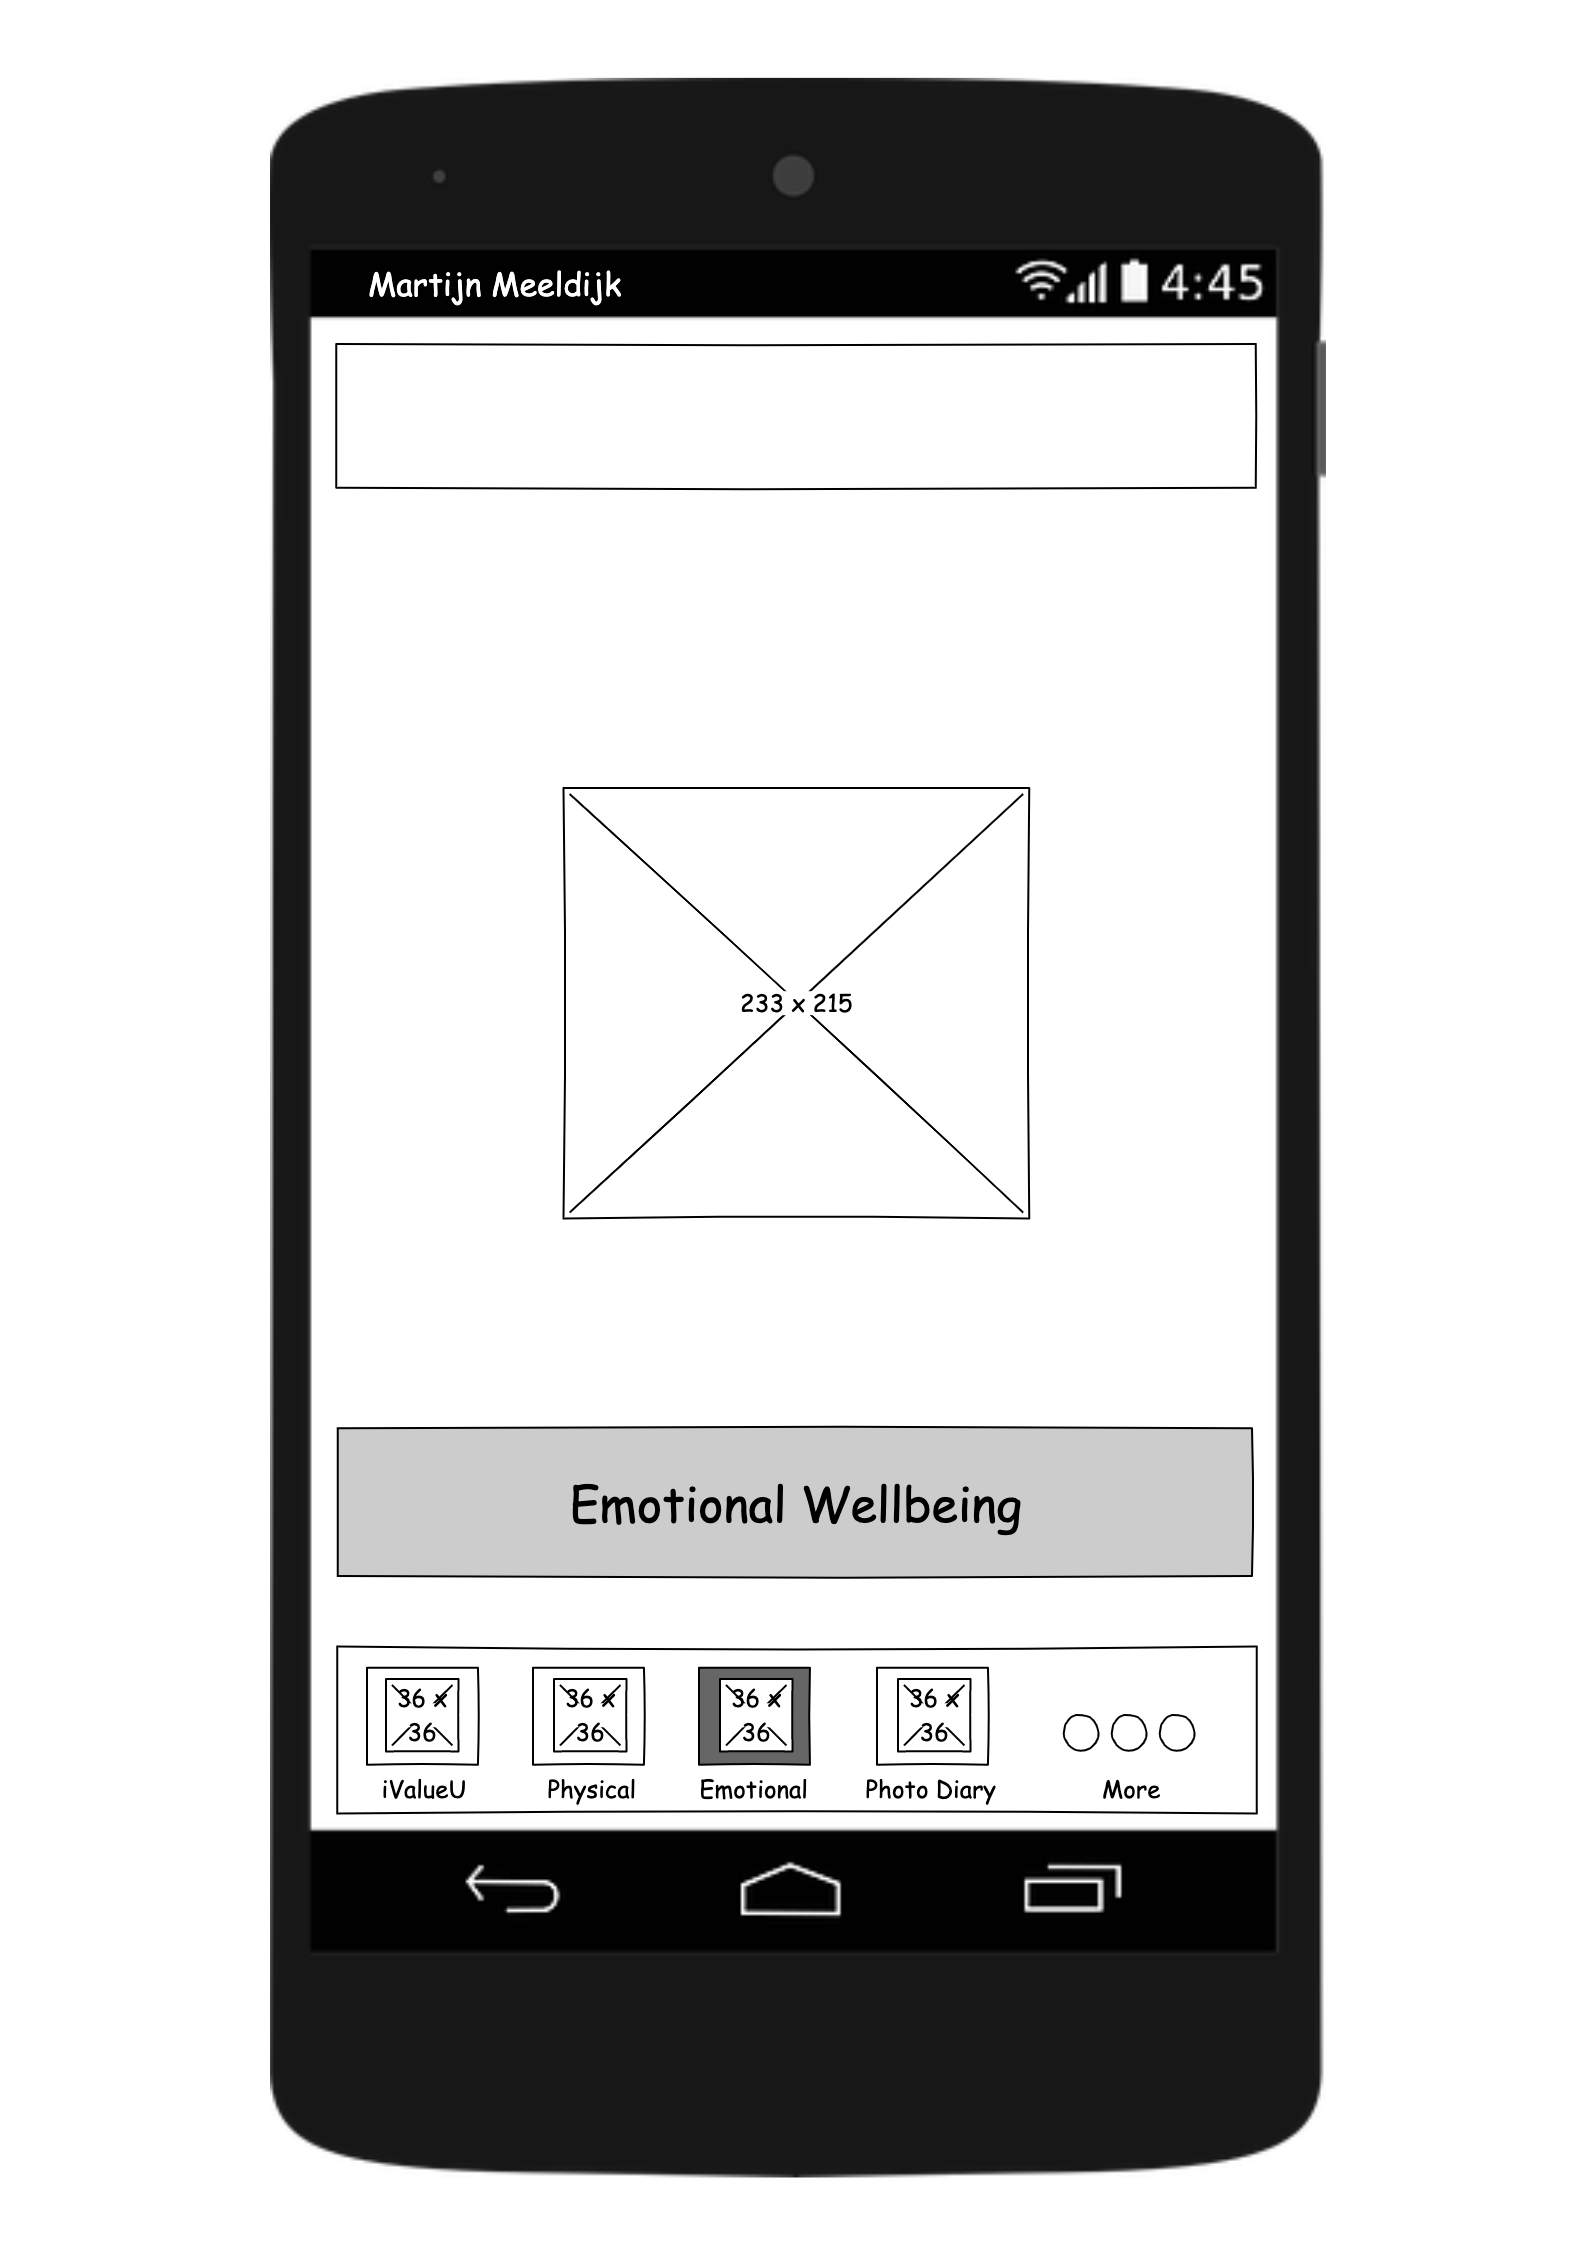 Martijn Meeldijk 4:45
233 x 215
Emotional Wellbeing
36 x 36 x 36 x 36 x
36 36 36 36
iValueU Physical Emotional Photo Diary More